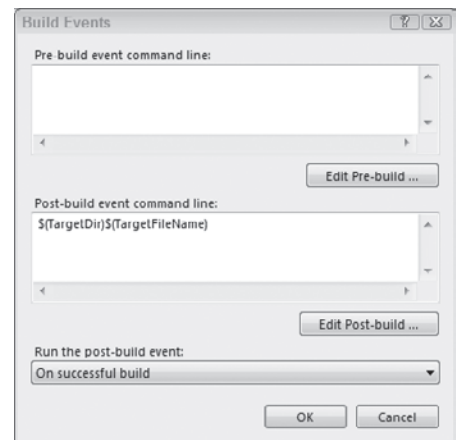 Build Events
Pre-build event command line:
Edit Pre-build ...
Post-build event command line:
$(TargetDir)$(TargetFileName)
Edit Post-build ...
Run the post-build event:
On successful build
OK
Cancel